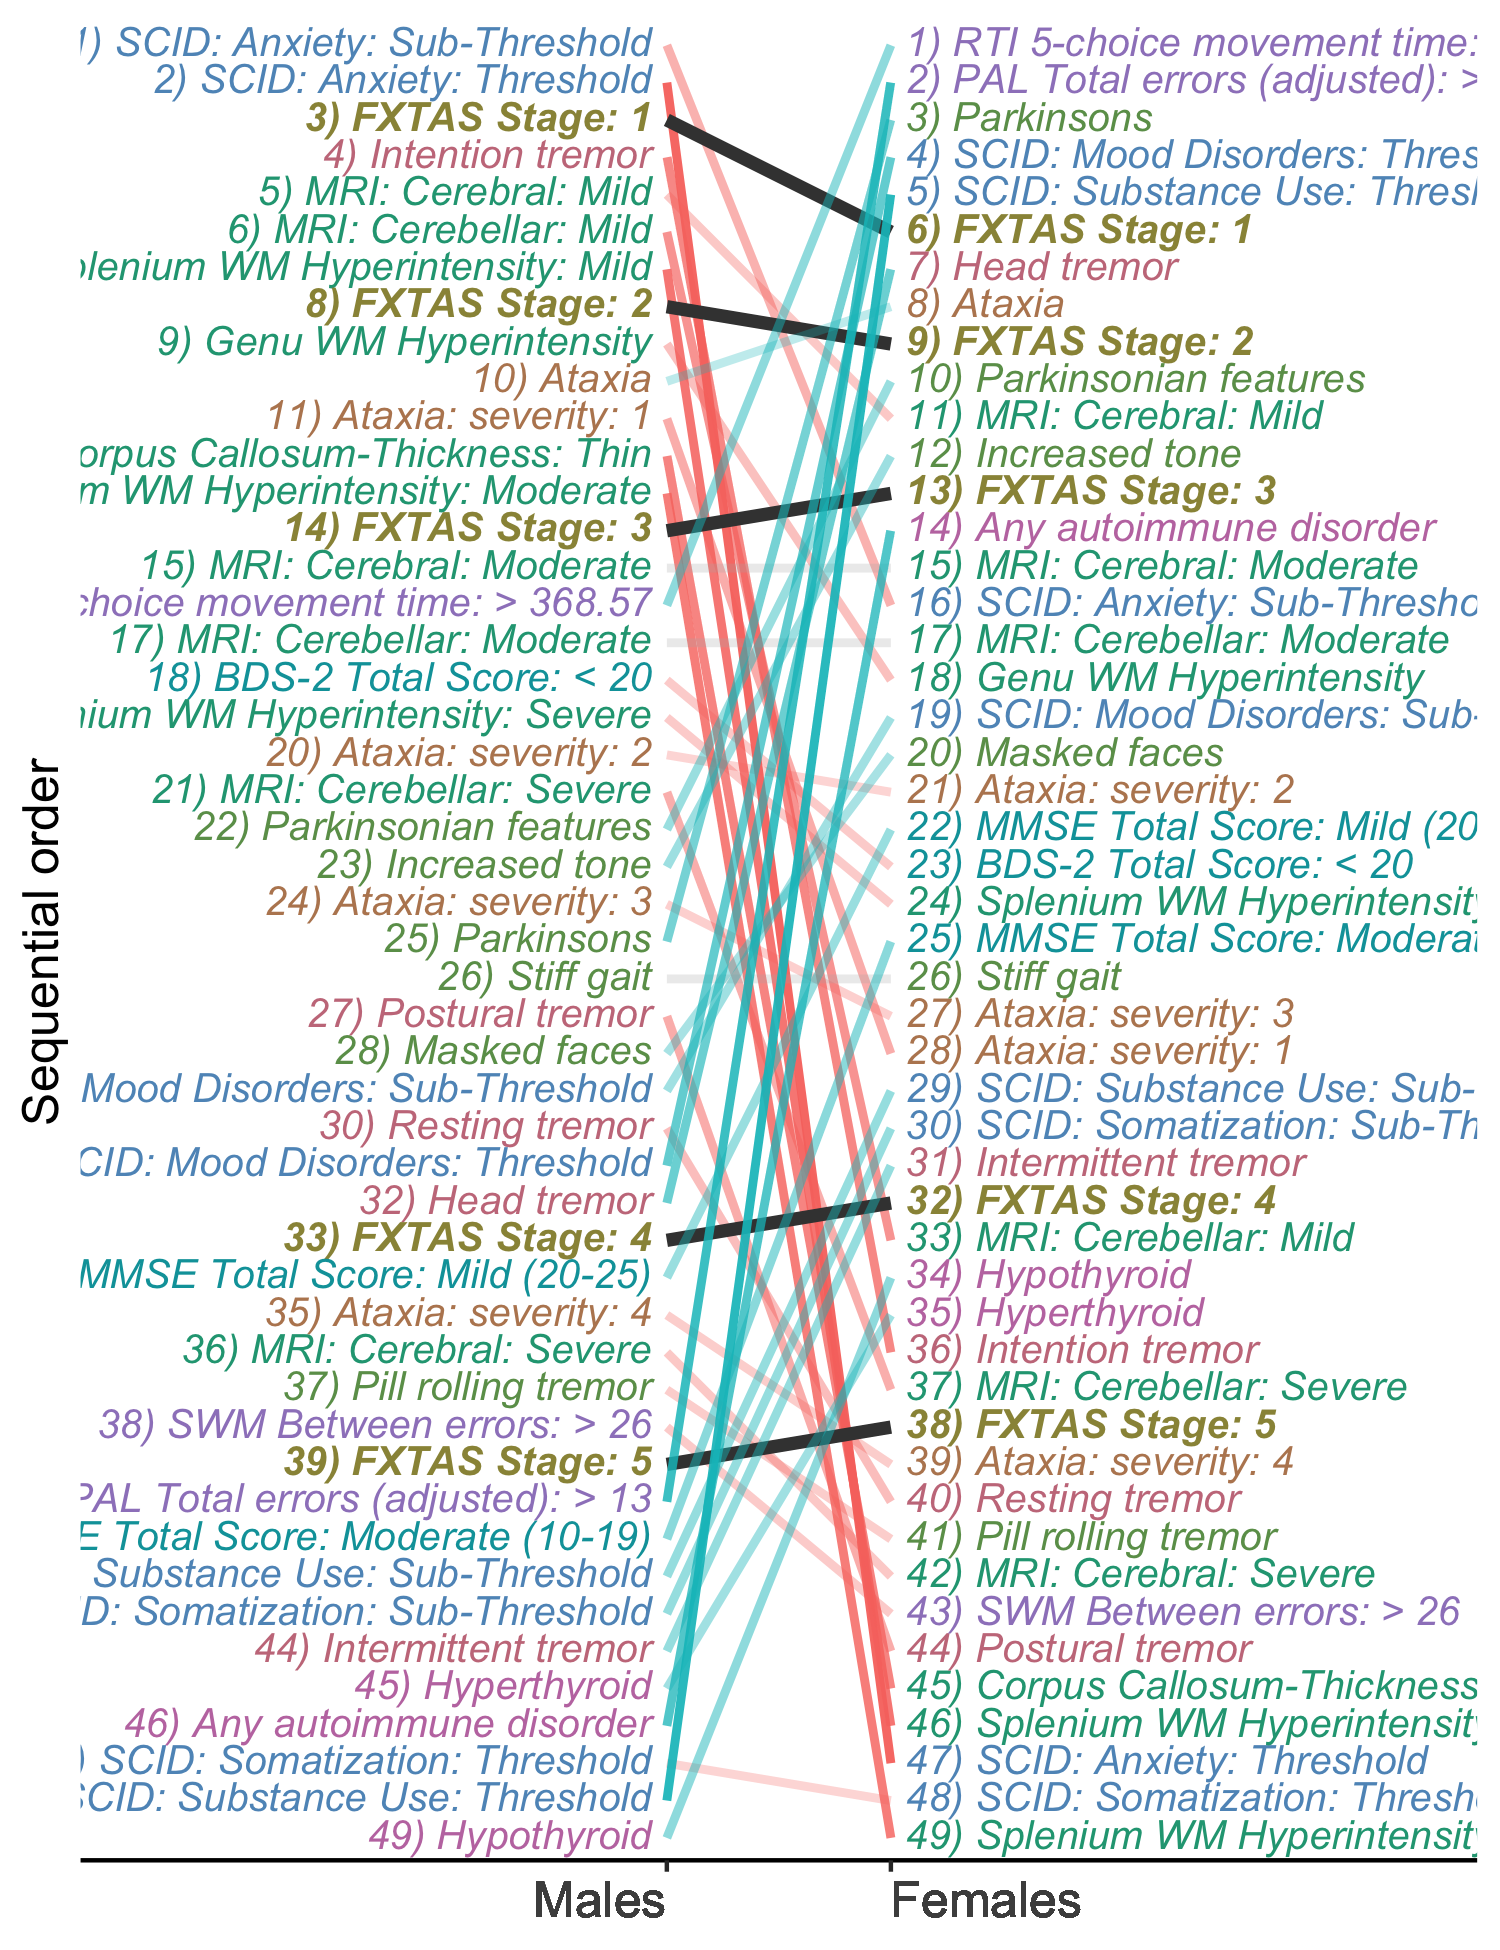 1) SCID: Anxiety: Sub-Threshold
2) SCID: Anxiety: Threshold
3) FXTAS Stage: 1
4) Intention tremor
5) MRI: Cerebral: Mild
6) MRI: Cerebellar: Mild
plenium WM Hyperintensity: Mild
8) FXTAS Stage: 2
9) Genu WM Hyperintensity
10) Ataxia
11) Ataxia: severity: 1
orpus Callosum-Thickness: Thin
m WM Hyperintensity: Moderate
14) FXTAS Stage: 3
15) MRI: Cerebral: Moderate
choice movement time: > 368.57
17) MRI: Cerebellar: Moderate
18) BDS-2 Total Score: < 20
nium WM Hyperintensity: Severe
20) Ataxia: severity: 2
21) MRI: Cerebellar: Severe
22) Parkinsonian features
23) Increased tone
24) Ataxia: severity: 3
25) Parkinsons
26) Stiff gait
27) Postural tremor
28) Masked faces
Mood Disorders: Sub-Threshold
30) Resting tremor
CID: Mood Disorders: Threshold
32) Head tremor
33) FXTAS Stage: 4
MMSE Total Score: Mild (20-25)
35) Ataxia: severity: 4
36) MRI: Cerebral: Severe
37) Pill rolling tremor
38) SWM Between errors: > 26
39) FXTAS Stage: 5
PAL Total errors (adjusted): > 13
E Total Score: Moderate (10-19)
Substance Use: Sub-Threshold
ID: Somatization: Sub-Threshold
44) Intermittent tremor
45) Hyperthyroid
46) Any autoimmune disorder
) SCID: Somatization: Threshold
SCID: Substance Use: Threshold
49) Hypothyroid
1) RTI 5-choice movement time:
2) PAL Total errors (adjusted): >
3) Parkinsons
4) SCID: Mood Disorders: Thres
5) SCID: Substance Use: Thresl
6) FXTAS Stage: 1
7) Head tremor
8) Ataxia
9) FXTAS Stage: 2
10) Parkinsonian features
11) MRI: Cerebral: Mild
12) Increased tone
13) FXTAS Stage: 3
14) Any autoimmune disorder
15) MRI: Cerebral: Moderate
16) SCID: Anxiety: Sub-Thresho
17) MRI: Cerebellar: Moderate
18) Genu WM Hyperintensity
19) SCID: Mood Disorders: Sub-
20) Masked faces
21) Ataxia: severity: 2
22) MMSE Total Score: Mild (20
23) BDS-2 Total Score: < 20
24) Splenium WM Hyperintensity
25) MMSE Total Score: Moderat
26) Stiff gait
27) Ataxia: severity: 3
28) Ataxia: severity: 1
29) SCID: Substance Use: Sub-
30) SCID: Somatization: Sub-Th
31) Intermittent tremor
32) FXTAS Stage: 4
33) MRI: Cerebellar: Mild
34) Hypothyroid
35) Hyperthyroid
36) Intention tremor
37) MRI: Cerebellar: Severe
38) FXTAS Stage: 5
39) Ataxia: severity: 4
40) Resting tremor
41) Pill rolling tremor
42) MRI: Cerebral: Severe
43) SWM Between errors: > 26
44) Postural tremor
45) Corpus Callosum-Thickness
46) Splenium WM Hyperintensity
47) SCID: Anxiety: Threshold
48) SCID: Somatization: Thresh
49) Splenium WM Hyperintensity
Sequential order
Males
Females